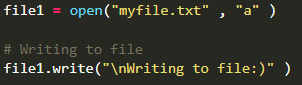 file1 = open("myfile.txt" , "a" )
# Writing to file
file1.write("\nWriting to file:)" )